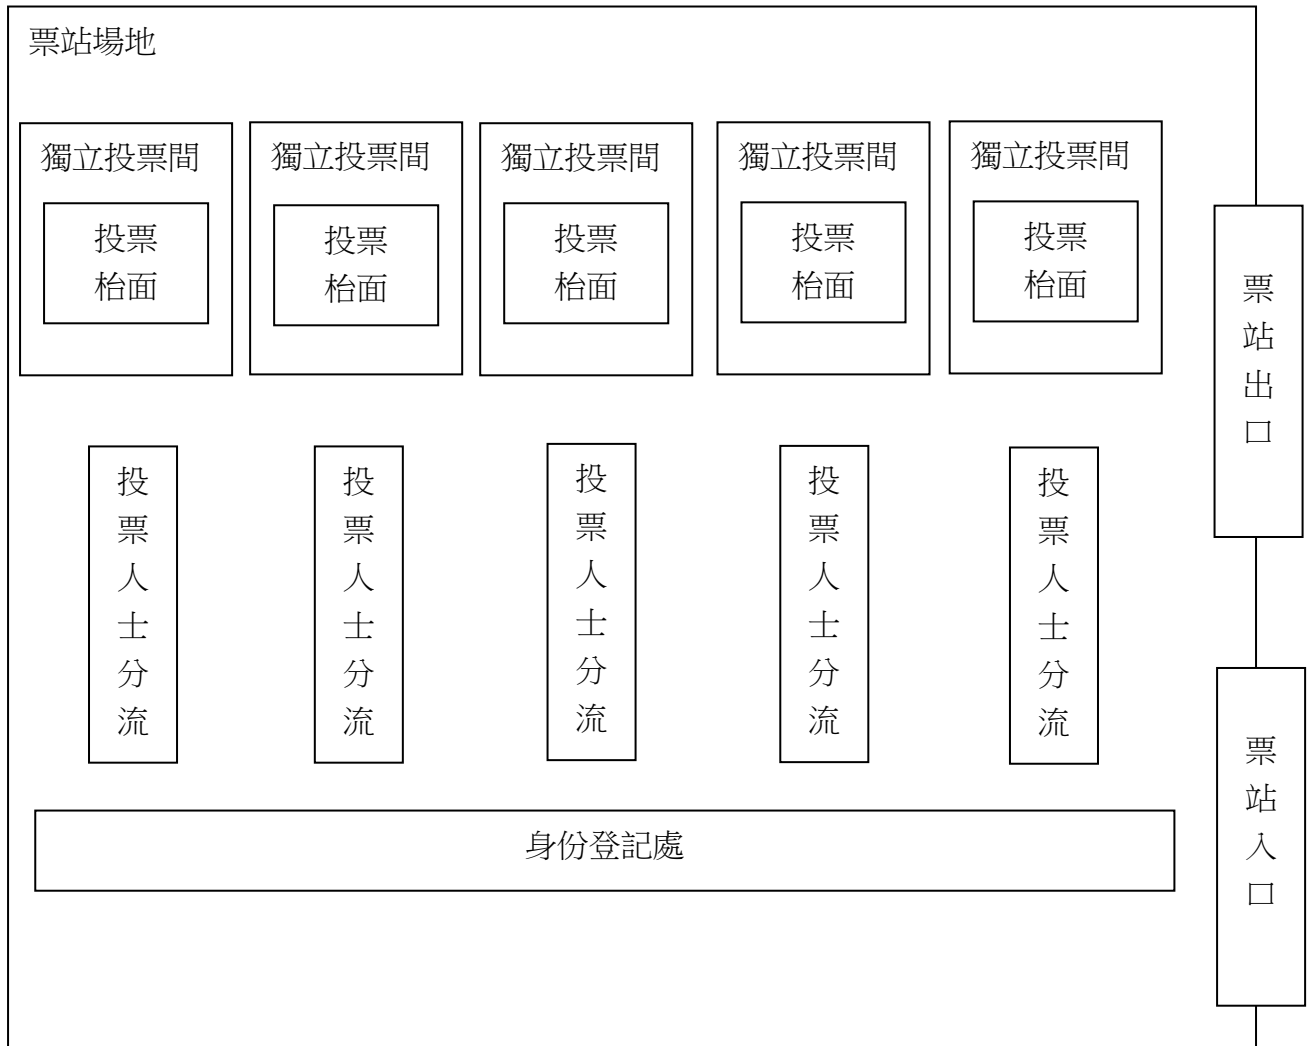 票站場地
獨立投票間
投票
枱面
獨立投票間
投票
枱面
獨立投票間
投票
枱面
獨立投票間
投票
枱面
獨立投票間
投票
枱面
票站出口
投票人士分流
投票人士分流
投票人士分流
投票人士分流
投票人士分流
票站入口
身份登記處